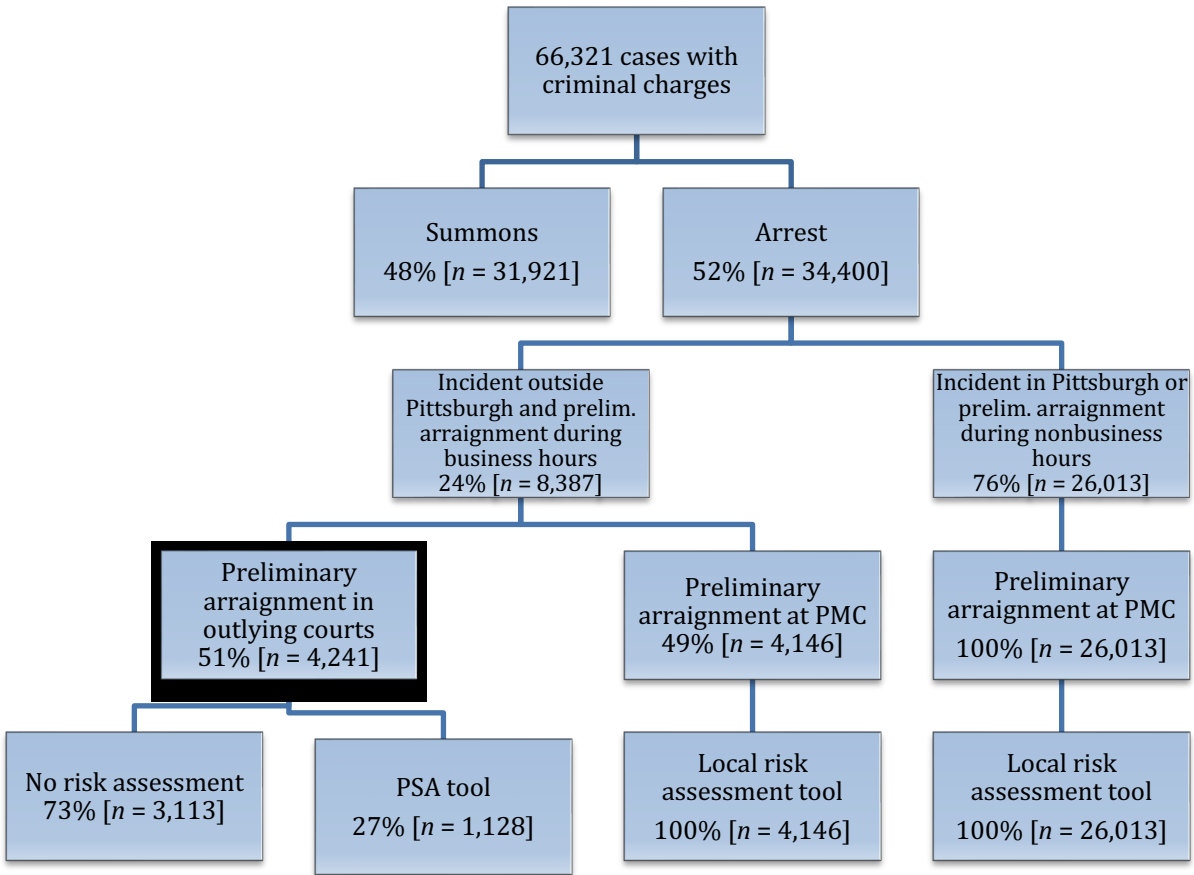 66,321 cases with
criminal charges
Summons
48% [n = 31,921]
Arrest
52% [n = 34,400]
Incident outside
Pittsburgh and prelim.
arraignment during
business hours
24% [n = 8,387]
Incident in Pittsburgh or
prelim. arraignment
during nonbusiness
hours
76% [n = 26,013]
Preliminary
arraignment in
outlying courts
51% [n = 4,241]
Preliminary
arraignment at PMC
49% [n = 4,146]
Preliminary
arraignment at PMC
100% [n = 26,013]
No risk assessment
73% [n = 3,113]
PSA tool
27% [n = 1,128]
Local risk
assessment tool
100% [n = 4,146]
Local risk
assessment tool
100% [n = 26,013]